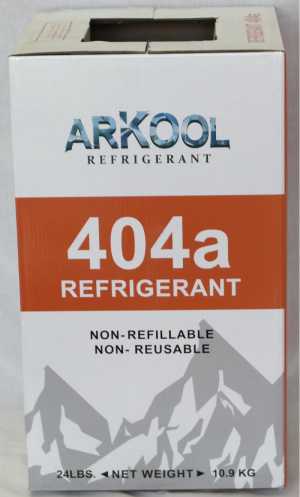 ARKOOL
REFRIGERANT
404a
REFRIGERANT
NON-REFILLABLE
NON- REUSABLE
24LBS. ◄ NET WEIGHT ► 10.9 KG